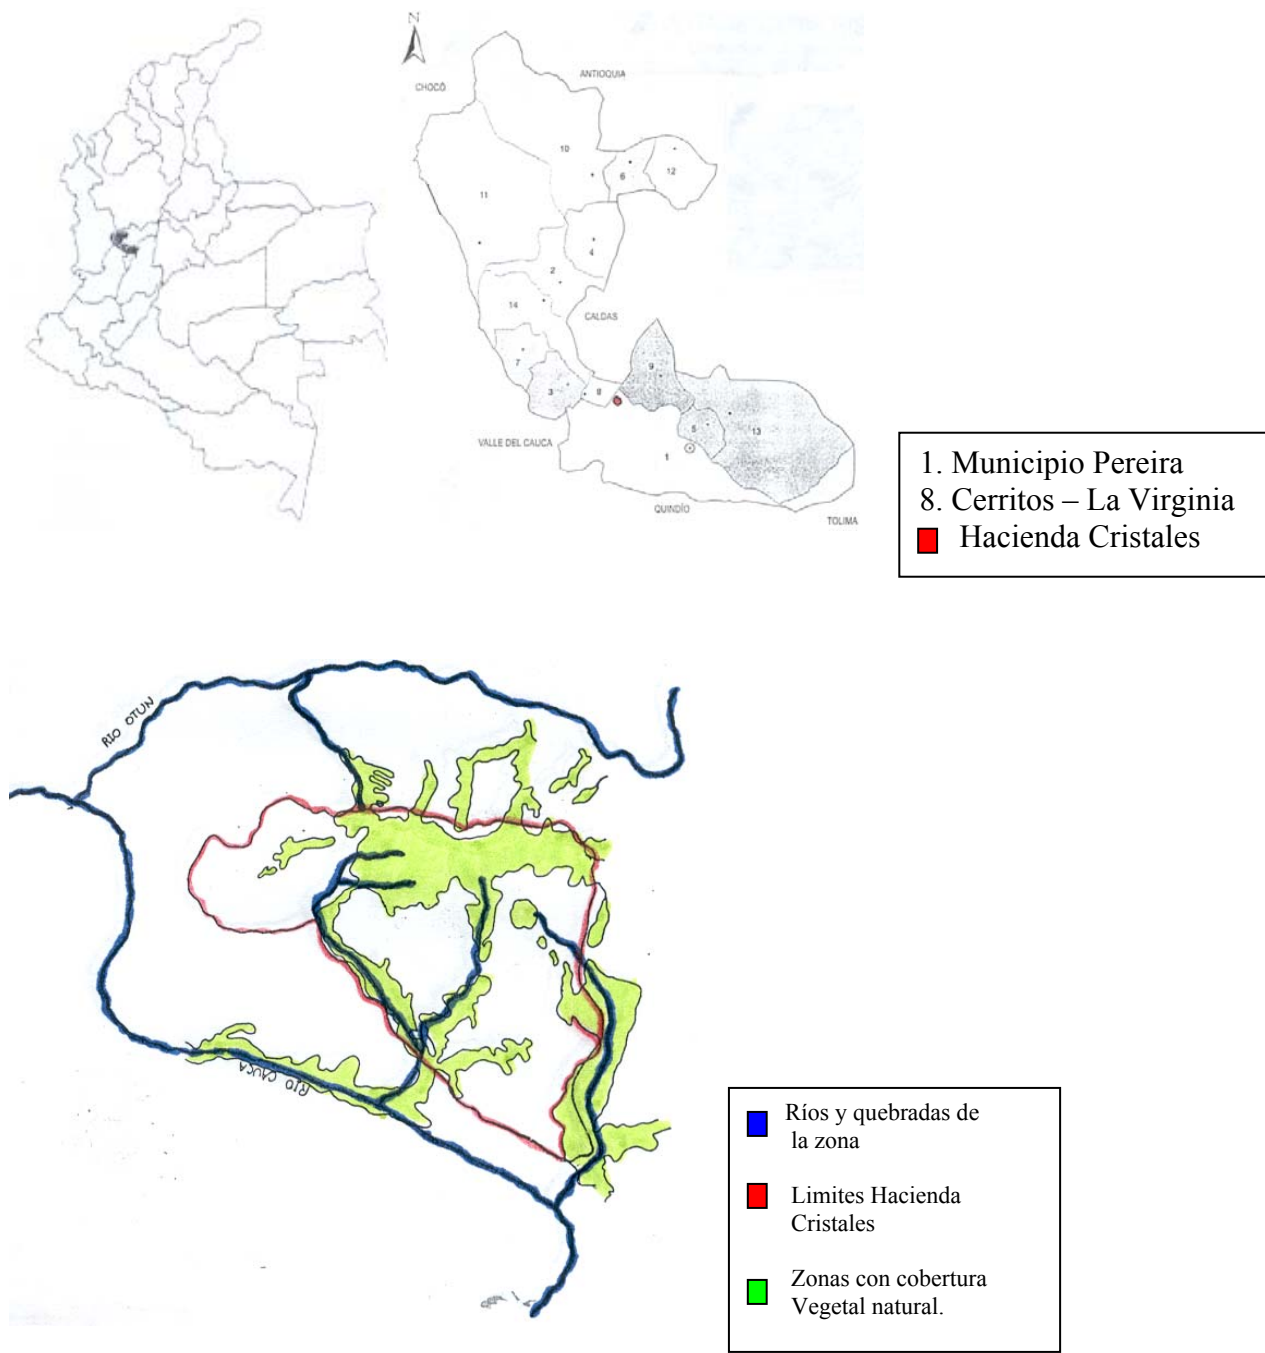 N
ANTIOQUIA
CHOCÓ
10
12
6
11
4
2
14
CALDAS
9
7
3
8
5
13
VALLE DEL CAUCA
1
QUINDÍO
TOLIMA
1. Municipio Pereira
8. Cerritos – La Virginia
Hacienda Cristales
RIO OTUN
RIO CAUCA
Ríos y quebradas de
la zona
Limites Hacienda
Cristales
Zonas con cobertura
Vegetal natural.